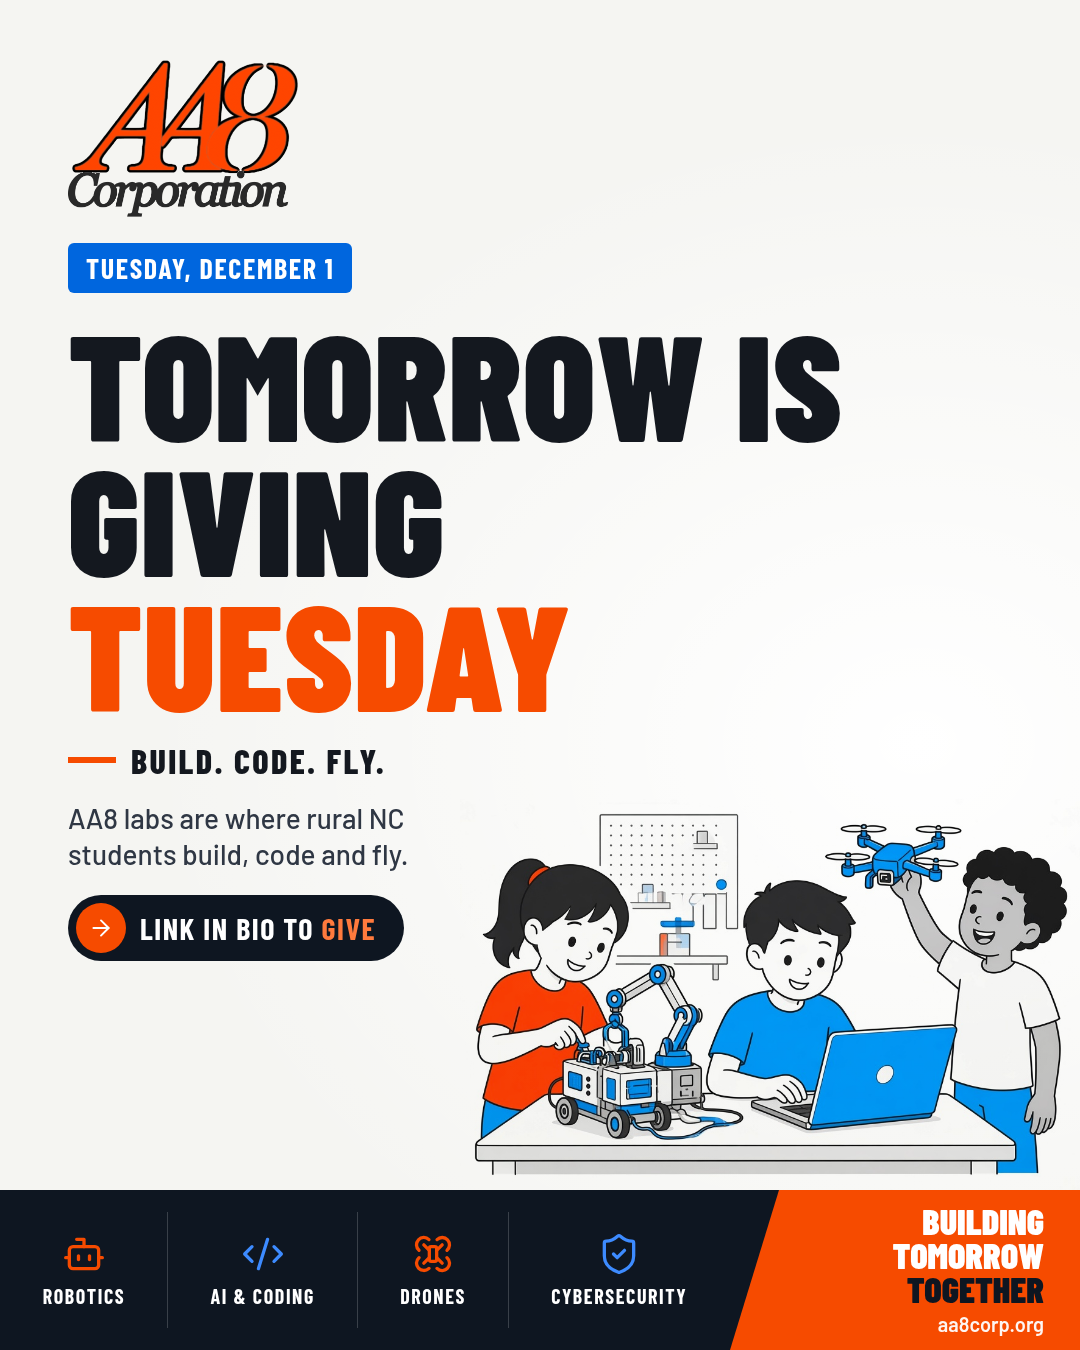 AA8
Corporation
TUESDAY, DECEMBER 1
TOMORROW IS
GIVING
TUESDAY
BUILD. CODE. FLY.
AA8 labs are where rural NC
students build, code and fly.
LINK IN BIO TO GIVE
ROBOTICS
AI & CODING
DRONES
CYBERSECURITY
BUILDING
TOMORROW
TOGETHER
aa8corp.org